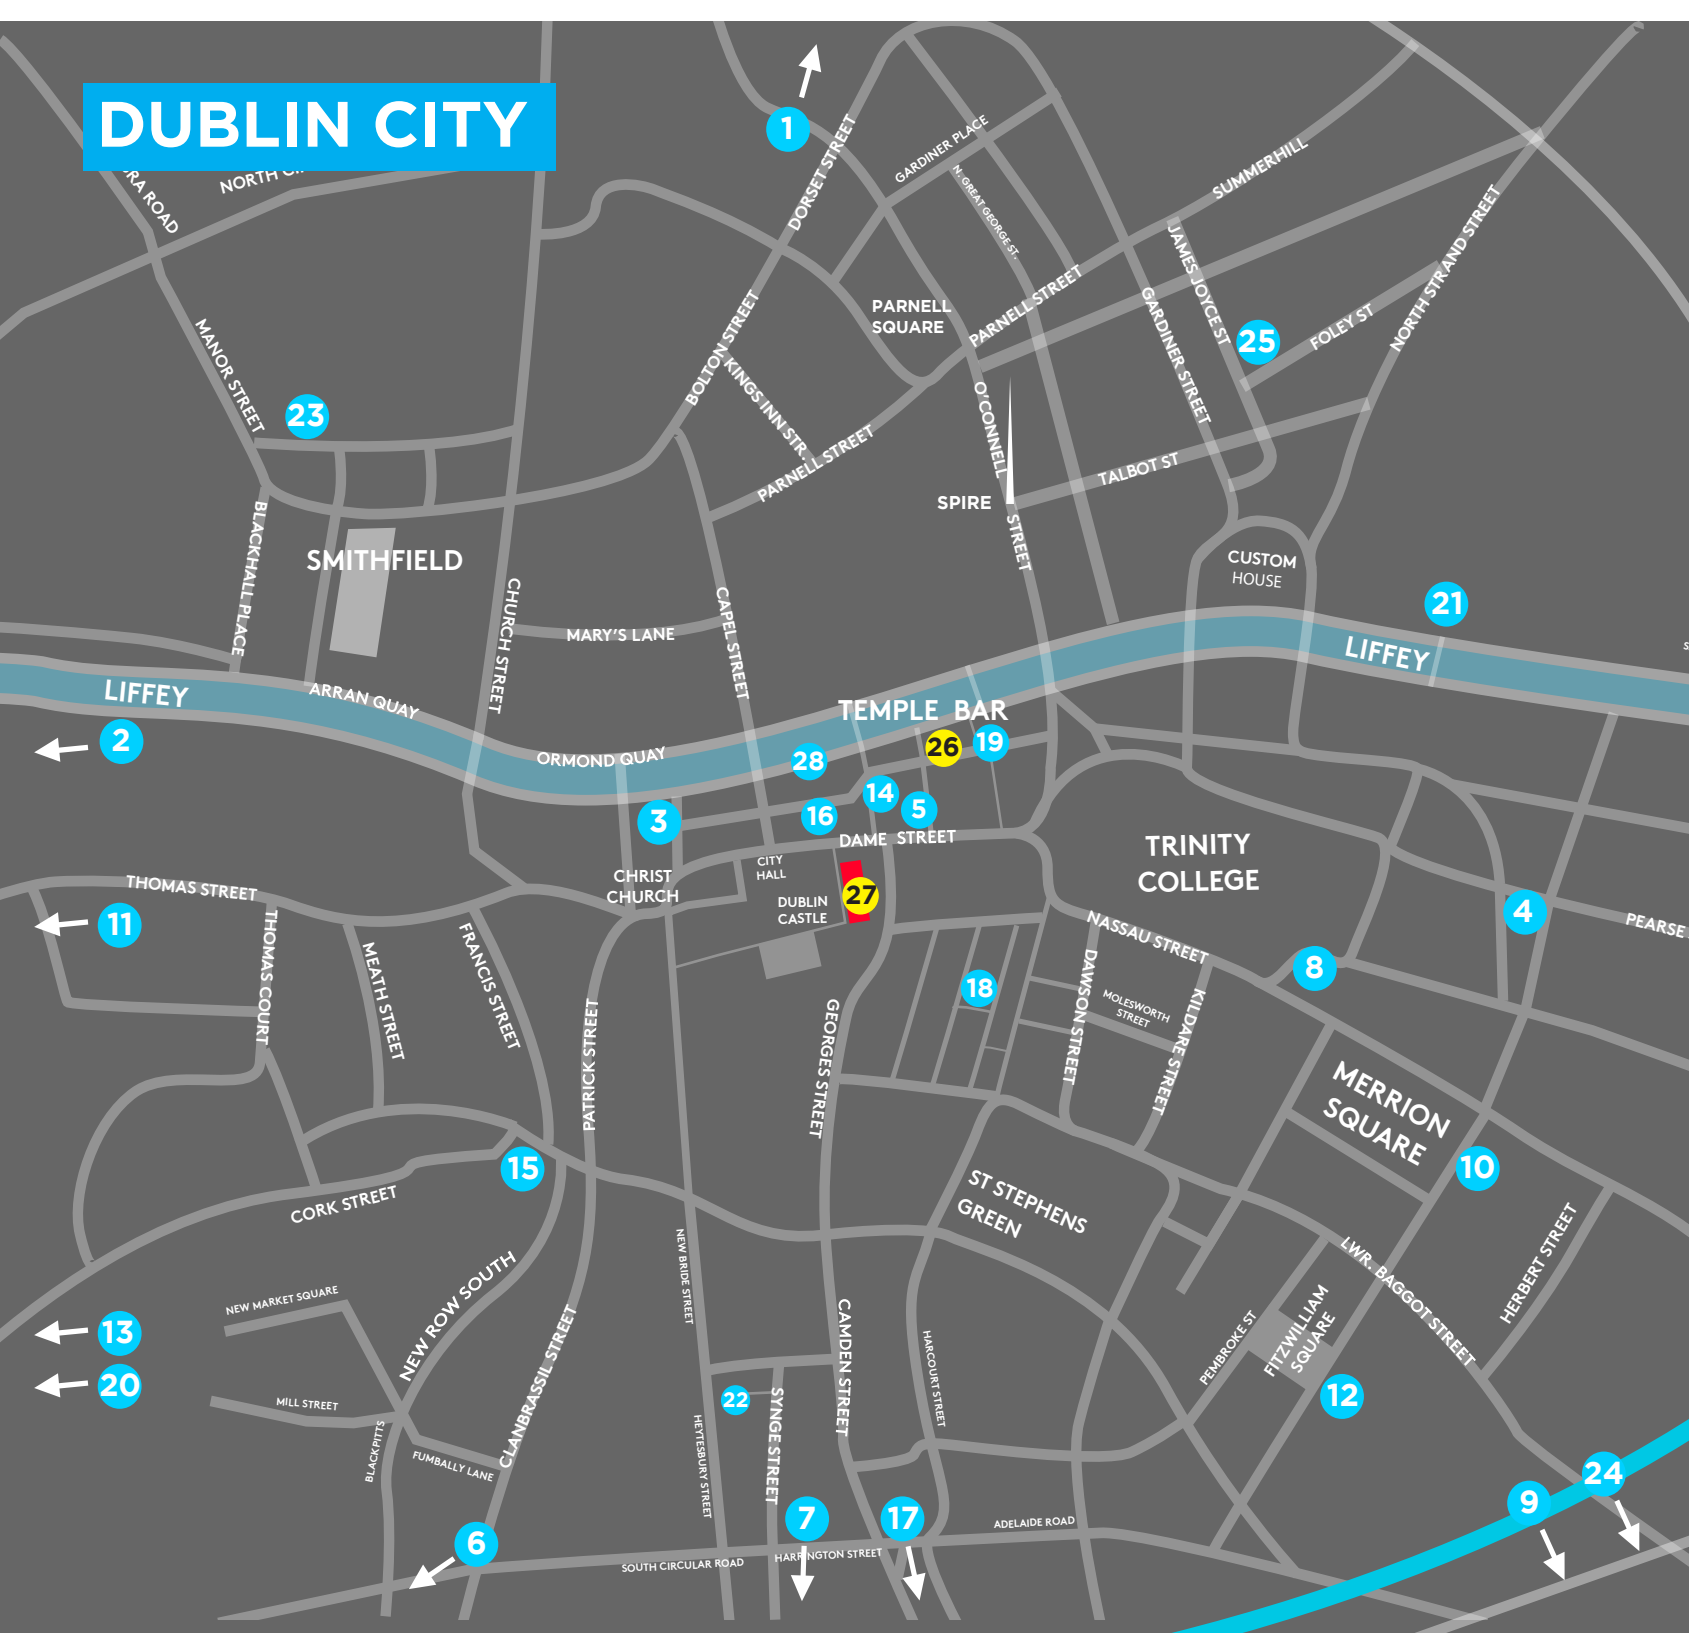 DUBLIN CITY
1
DORSET STREET
GARDINER PLACE
N. GREAT GEORGE ST.
SUMMERHILL
NORTH
ROAD
MANOR STREET
BOLTON STREET
KINGS INN STR.
PARNELL
SQUARE
PARNELL STREET
PARNELL STREET
JAMES JOYCE ST
GARDINER STREET
25
FOLEY ST
NORTH STRAND STREET
23
O'CONNELL
STREET
SPIRE
TALBOT ST
BLACKHALL PLACE
SMITHFIELD
CHURCH STREET
MARY'S LANE
CAPEL STREET
CUSTOM
HOUSE
21
LIFFEY
LIFFEY
ARRAN QUAY
2
ORMOND QUAY
TEMPLE BAR
28
26
19
3
16
14
5
DAME STREET
CITY
HALL
DUBLIN
CASTLE
27
CHRIST
CHURCH
TRINITY
COLLEGE
THOMAS STREET
11
THOMAS COURT
MEATH STREET
FRANCIS STREET
PATRICK STREET
GEORGES STREET
18
NASSAU STREET
DAWSON STREET
MOLESWORTH
STREET
KILDARE STREET
8
4
PEARSE
MERRION
SQUARE
10
15
CORK STREET
ST STEPHENS
GREEN
NEW MARKET SQUARE
NEW ROW SOUTH
NEW BRIDE STREET
CAMDEN STREET
HARCOURT STREET
LWR. BAGGOT STREET
HERBERT STREET
PEMBROKE ST
FITZWILLIAM
SQUARE
12
13
20
MILL STREET
BLACKPITTS
FUMBALLY LANE
CLANBRASSIL STREET
22
HEYTESBURY STREET
SYNGE STREET
7
17
ADELAIDE ROAD
6
SOUTH CIRCULAR ROAD
HARRINGTON STREET
9
24